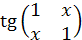 tg(1 x
x 1)